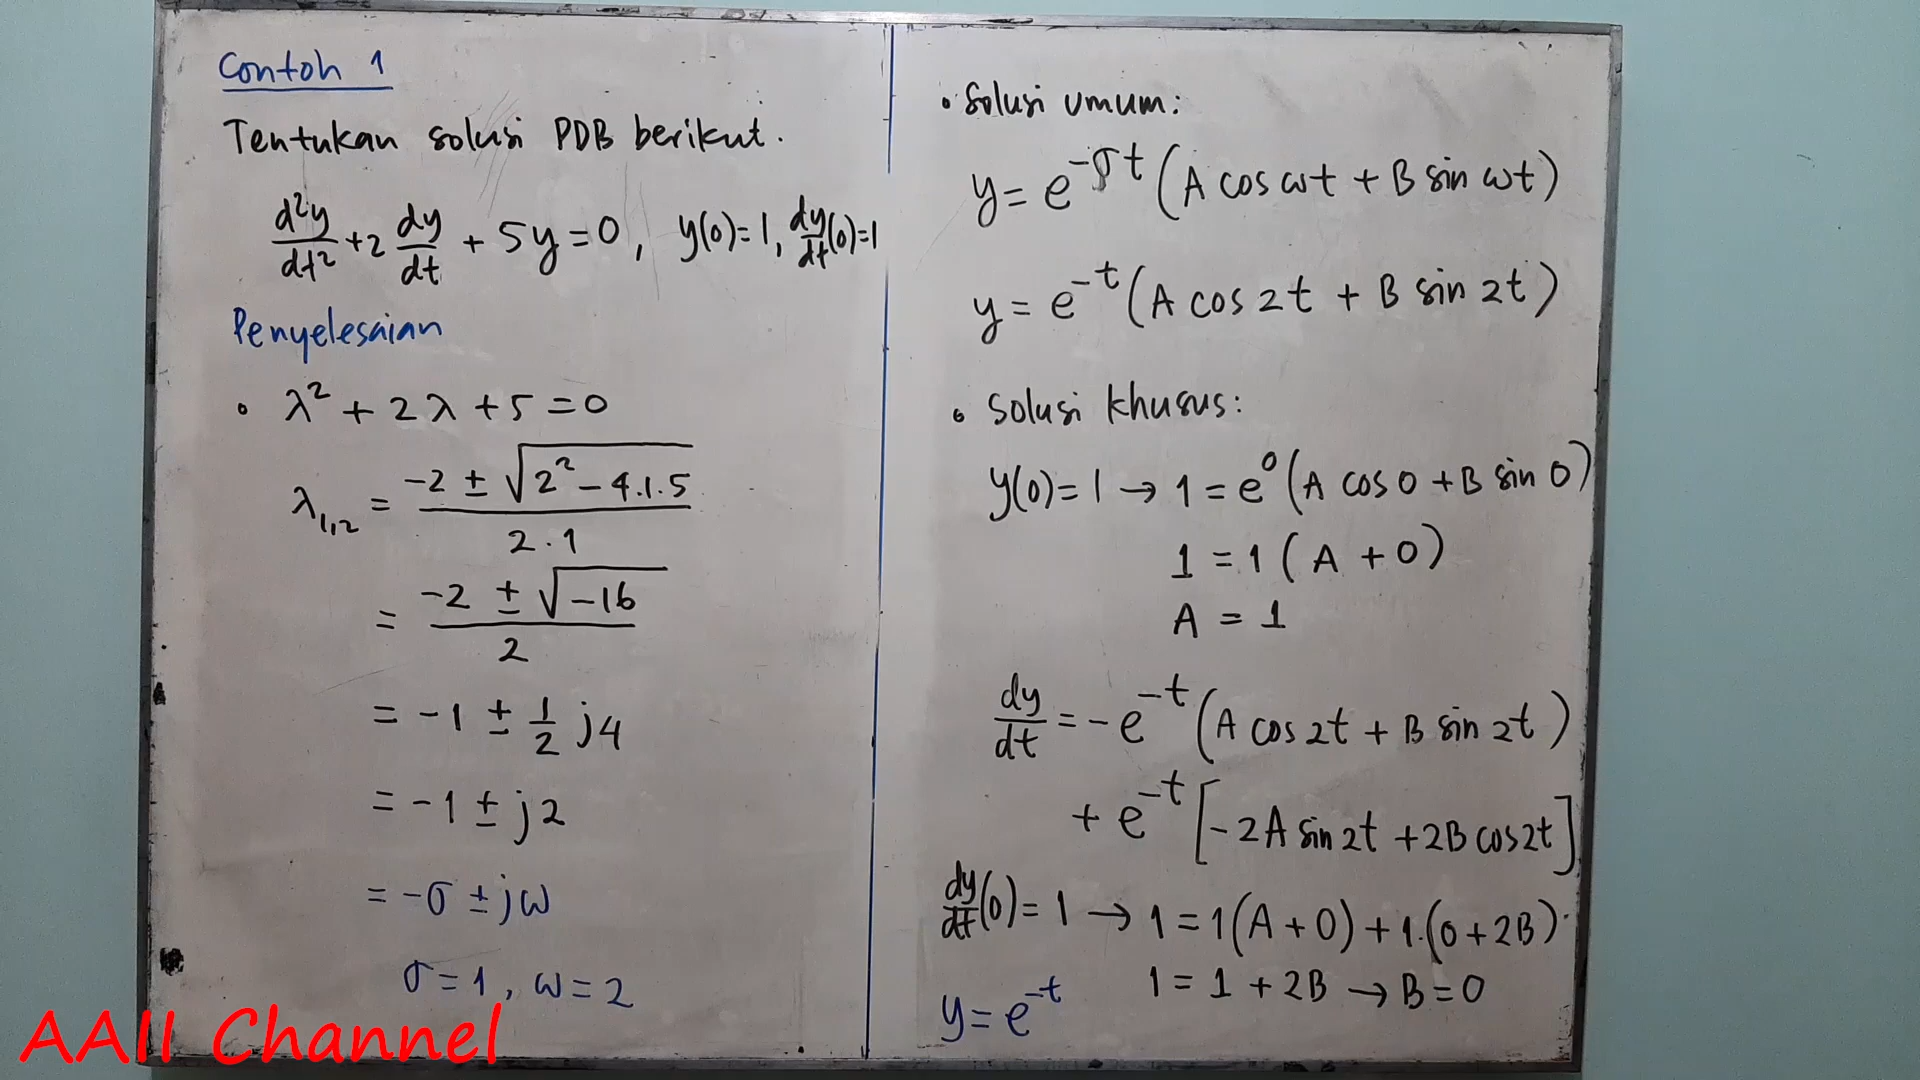 Contoh 1
Tentukan solusi PDB berikut.
d²y/dt² + 2 dy/dt + 5y = 0, y(0) = 1, dy/dt(0) = 1
Penyelesaian
• λ² + 2λ + 5 = 0
λ₁,₂ = (-2 ± √(2² - 4.1.5)) / (2 . 1)
= (-2 ± √-16) / 2
= -1 ± 1/2 j4
= -1 ± j2
= -σ ± jω
σ = 1, ω = 2
• Solusi umum:
y = e^(-σt) (A cos ωt + B sin ωt)
y = e^(-t) (A cos 2t + B sin 2t)
• Solusi khusus:
y(0) = 1 → 1 = e⁰ (A cos 0 + B sin 0)
1 = 1 (A + 0)
A = 1
dy/dt = -e^(-t) (A cos 2t + B sin 2t)
+ e^(-t) [-2A sin 2t + 2B cos 2t]
dy/dt(0) = 1 → 1 = 1(A + 0) + 1.(0 + 2B)
1 = 1 + 2B → B = 0
y = e^(-t)
AAII Channel